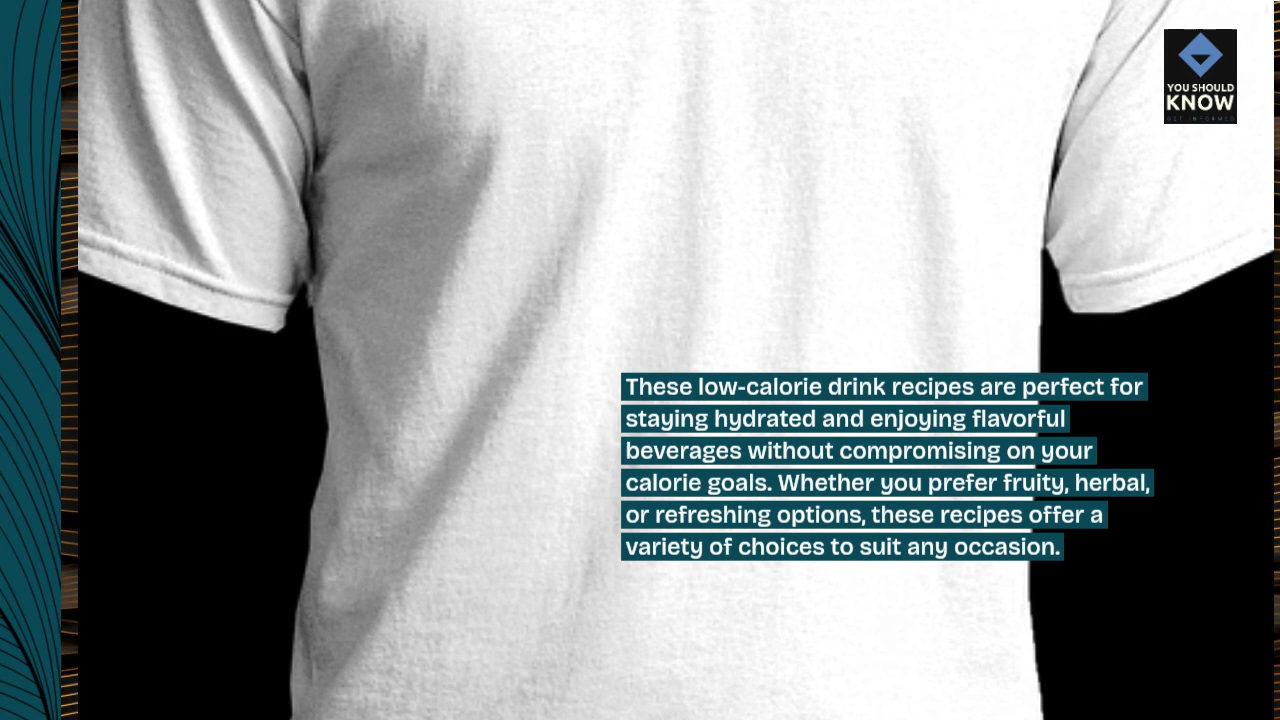 YOU SHOULD
KNOW
GET INFORMED
These low-calorie drink recipes are perfect for
staying hydrated and enjoying flavorful
beverages without compromising on your
calorie goals. Whether you prefer fruity, herbal,
or refreshing options, these recipes offer a
variety of choices to suit any occasion.